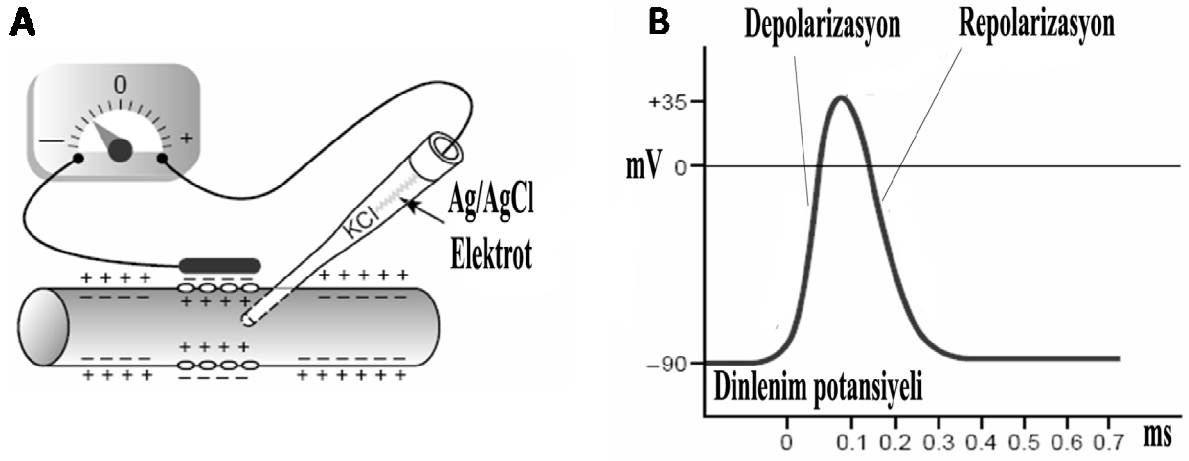 A
0
— +
KCl
Ag/AgCl
Elektrot
+ + + + − − − − + + + + +
− − − − + + + + − − − − −
+ + + +
− − − − − − − − − −
+ + + + − − − − + + + + + +
B
Depolarizasyon
Repolarizasyon
+35
mV 0
−90
Dinlenim potansiyeli
0 0.1 0.2 0.3 0.4 0.5 0.6 0.7 ms